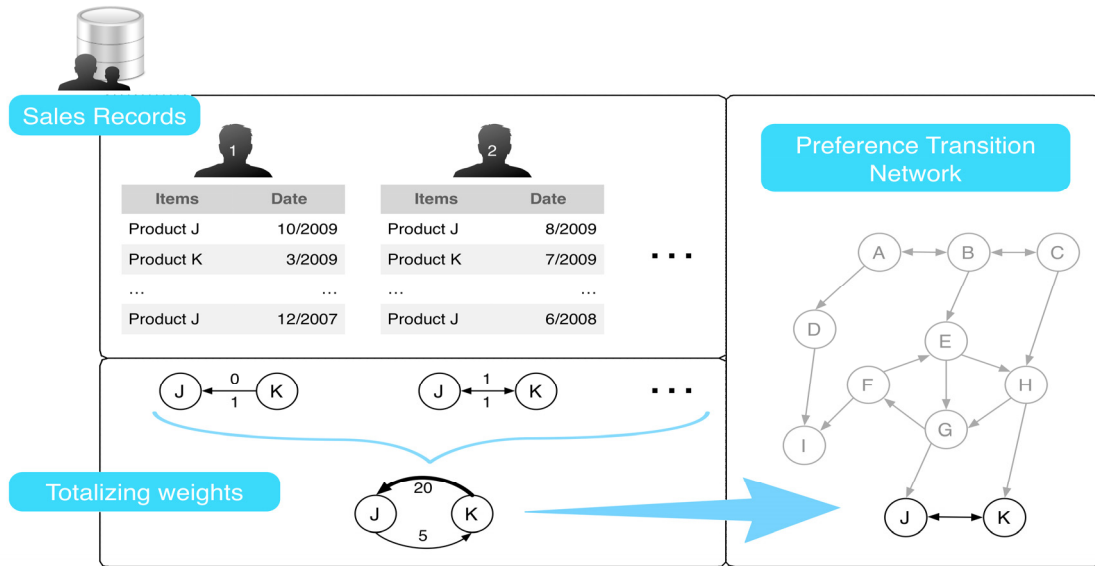 Sales Records
1
2
Items Date
Product J 10/2009
Product K 3/2009
... ...
Product J 12/2007
Items Date
Product J 8/2009
Product K 7/2009
... ...
Product J 6/2008
...
J 0 K
1
J 1 K
1
...
Totalizing weights
20
J K
5
Preference Transition
Network
A B C
D
E
F H
G
I
J K